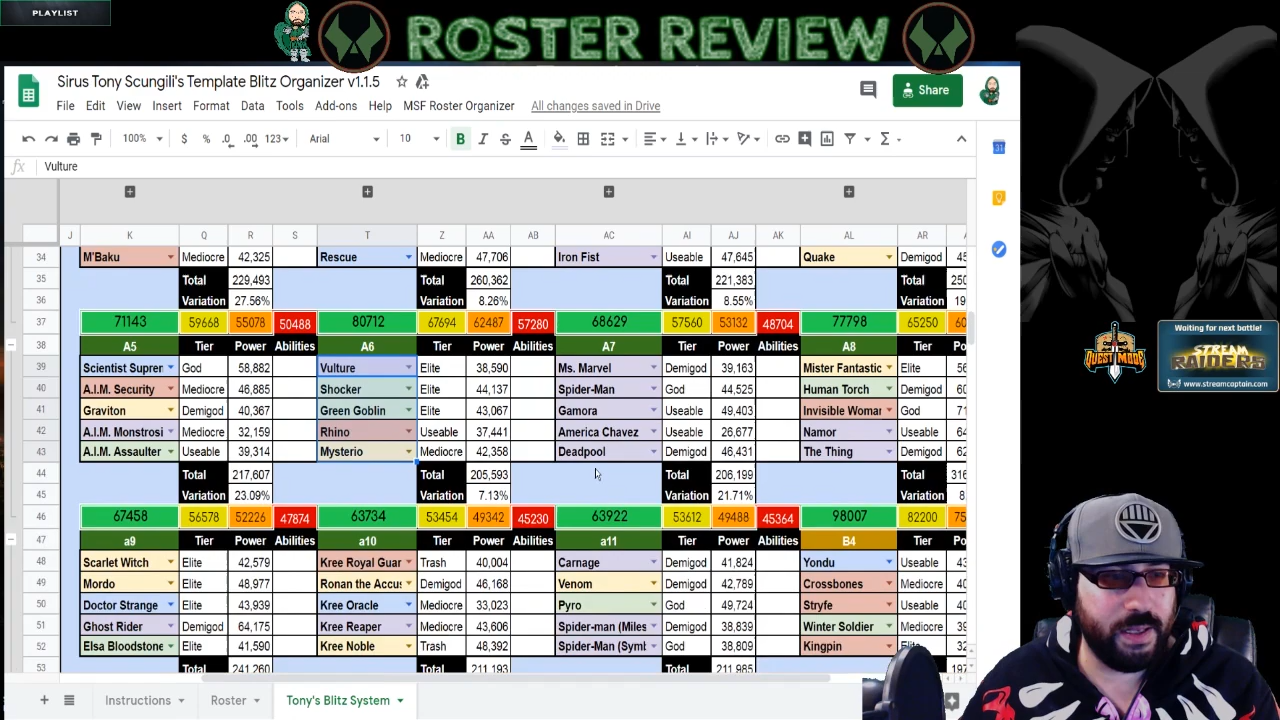 PLAYLIST
ROSTER REVIEW
Sirus Tony Scungili's Template Blitz Organizer v1.1.5
Share
File Edit View Insert Format Data Tools Add-ons Help MSF Roster Organizer All changes saved in Drive
100% $ % .0 .00 123 Arial 10 B I S A
fx Vulture
J K Q R S T Z AA AB AC AI AJ AK AL AR
34 M'Baku Mediocre 42,325 Rescue Mediocre 47,706 Iron Fist Useable 47,645 Quake Demigod 45
35 Total 229,493 Total 260,362 Total 221,383 Total 250
36 Variation 27.56% Variation 8.26% Variation 8.55% Variation 19
37 71143 59668 55078 50488 80712 67694 62487 57280 68629 57560 53132 48704 77798 65250 60
38 A5 Tier Power Abilities A6 Tier Power Abilities A7 Tier Power Abilities A8 Tier Po
39 Scientist Supren God 58,882 Vulture Elite 38,590 Ms. Marvel Demigod 39,163 Mister Fantastic Elite 56
40 A.I.M. Security Mediocre 46,885 Shocker Elite 44,137 Spider-Man God 44,525 Human Torch Demigod 60
41 Graviton Demigod 40,367 Green Goblin Elite 43,067 Gamora Useable 49,403 Invisible Woman God 71
42 A.I.M. Monstrosi Mediocre 32,159 Rhino Useable 37,441 America Chavez Useable 26,677 Namor Useable 64
43 A.I.M. Assaulter Useable 39,314 Mysterio Mediocre 42,358 Deadpool Demigod 46,431 The Thing Demigod 62
44 Total 217,607 Total 205,593 Total 206,199 Total 316
45 Variation 23.09% Variation 7.13% Variation 21.71% Variation 8
46 67458 56578 52226 47874 63734 53454 49342 45230 63922 53612 49488 45364 98007 82200 75
47 a9 Tier Power Abilities a10 Tier Power Abilities a11 Tier Power Abilities B4 Tier Po
48 Scarlet Witch Elite 42,579 Kree Royal Guar Trash 40,004 Carnage Demigod 41,824 Yondu Useable 43
49 Mordo Elite 48,977 Ronan the Accus Demigod 46,168 Venom Demigod 42,789 Crossbones Mediocre 40
50 Doctor Strange Elite 43,939 Kree Oracle Mediocre 33,023 Pyro God 49,724 Stryfe Useable 40
51 Ghost Rider Demigod 64,175 Kree Reaper Mediocre 43,606 Spider-man (Miles Demigod 38,839 Winter Soldier Mediocre 39
52 Elsa Bloodstone Elite 41,590 Kree Noble Trash 48,392 Spider-Man (Symb God 38,809 Kingpin
53 Total 241,260 Total 211,193 Total 211,985 Total 197
Instructions Roster Tony's Blitz System
QUEST MODE
Waiting for next battle!
STREAM RAIDERS
www.streamcaptain.com
31